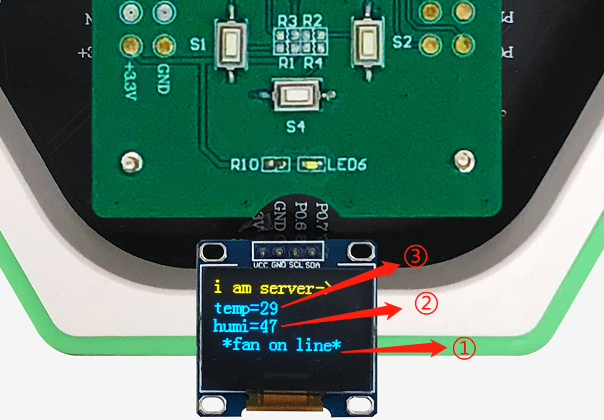 R3 R2
S1
S2
R1 R4
+3.3V
GND
S4
R10
LED6
GND
P0.6
P0.7
VCC GND SCL SDA
i am server->
temp=29
humi=47
*fan on line*
③
②
①